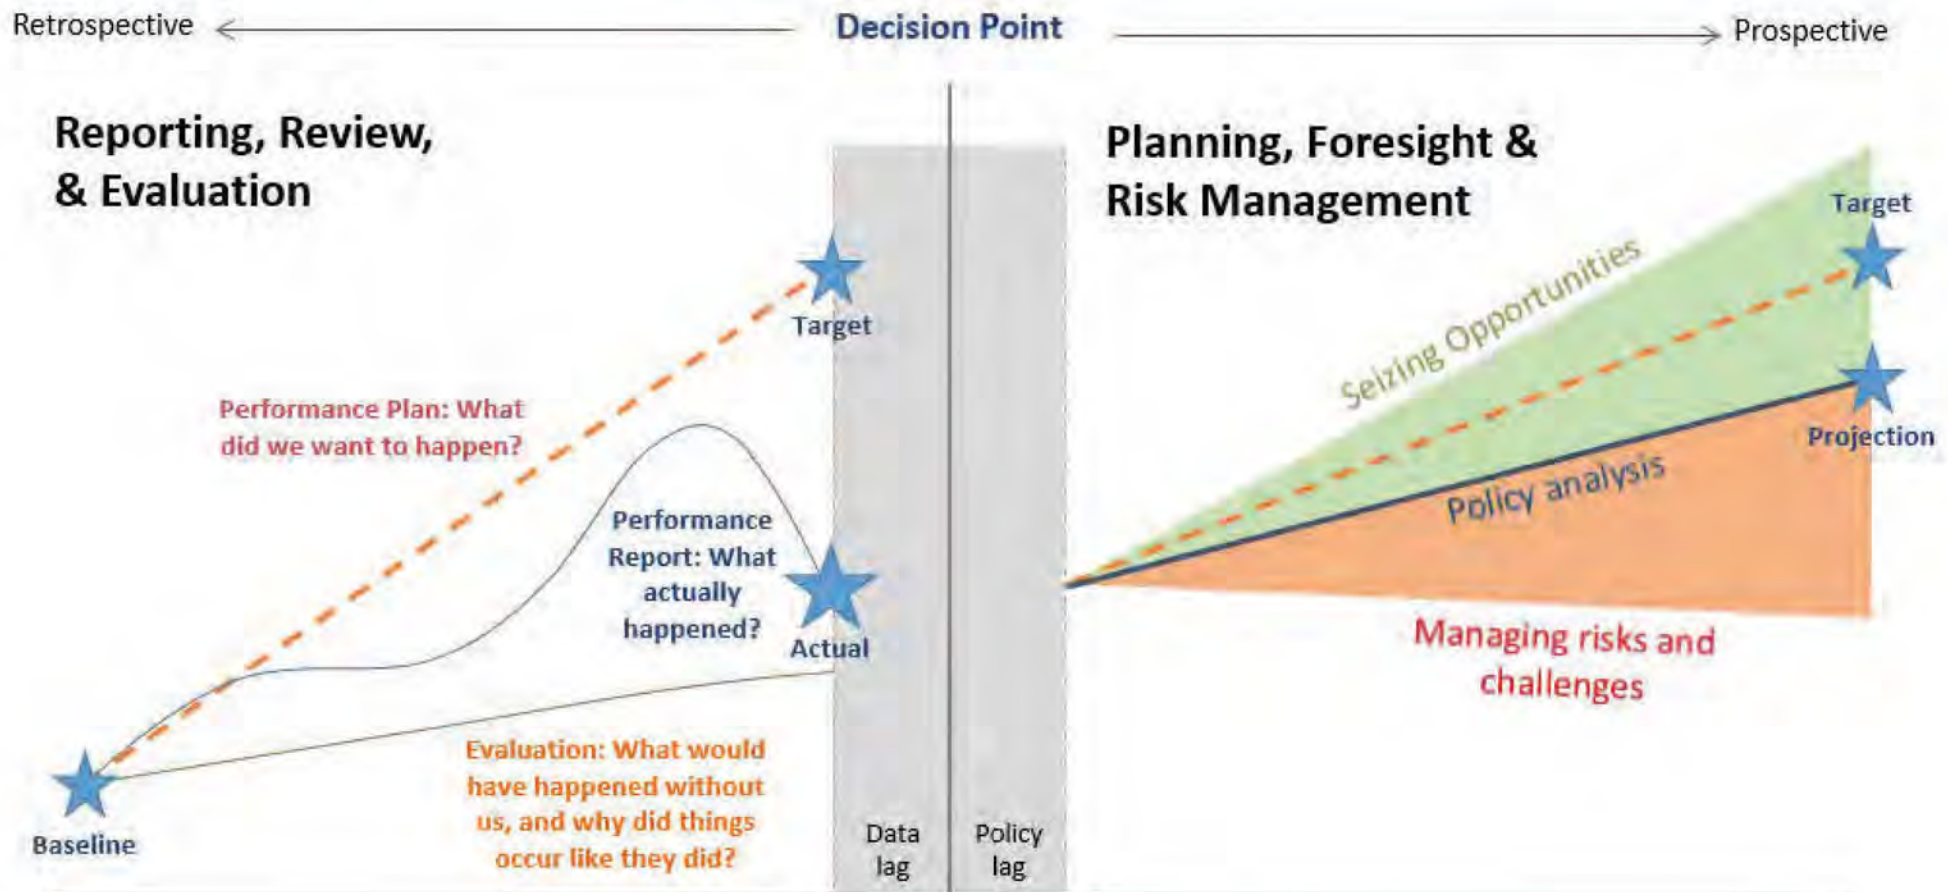 Retrospective
Decision Point
Prospective
Reporting, Review,
& Evaluation
Planning, Foresight &
Risk Management
Target
Target
Seizing Opportunities
Performance Plan: What
did we want to happen?
Projection
Policy analysis
Performance
Report: What
actually
happened?
Actual
Managing risks and
challenges
Evaluation: What would
have happened without
us, and why did things
occur like they did?
Baseline
Data
lag
Policy
lag